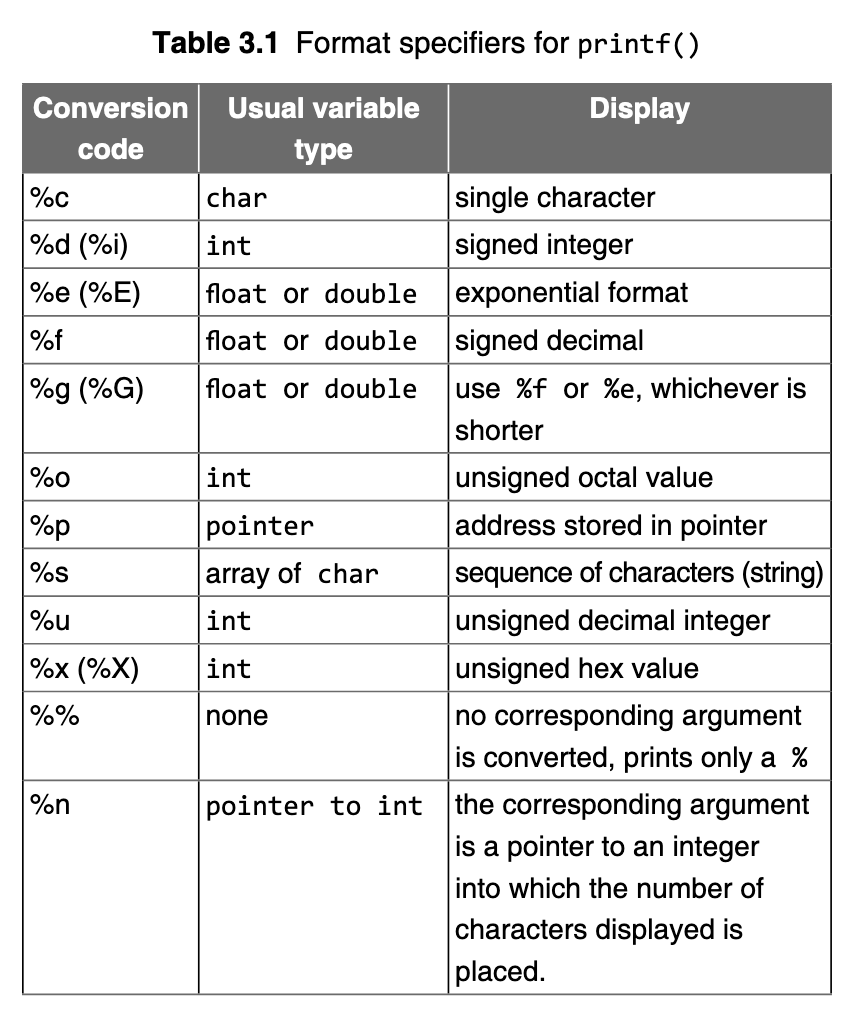 Table 3.1 Format specifiers for printf()
Conversion code Usual variable type Display
%c char single character
%d (%i) int signed integer
%e (%E) float or double exponential format
%f float or double signed decimal
%g (%G) float or double use %f or %e, whichever is
shorter
%o int unsigned octal value
%p pointer address stored in pointer
%s array of char sequence of characters (string)
%u int unsigned decimal integer
%x (%X) int unsigned hex value
%% none no corresponding argument
is converted, prints only a %
%n pointer to int the corresponding argument
is a pointer to an integer
into which the number of
characters displayed is
placed.